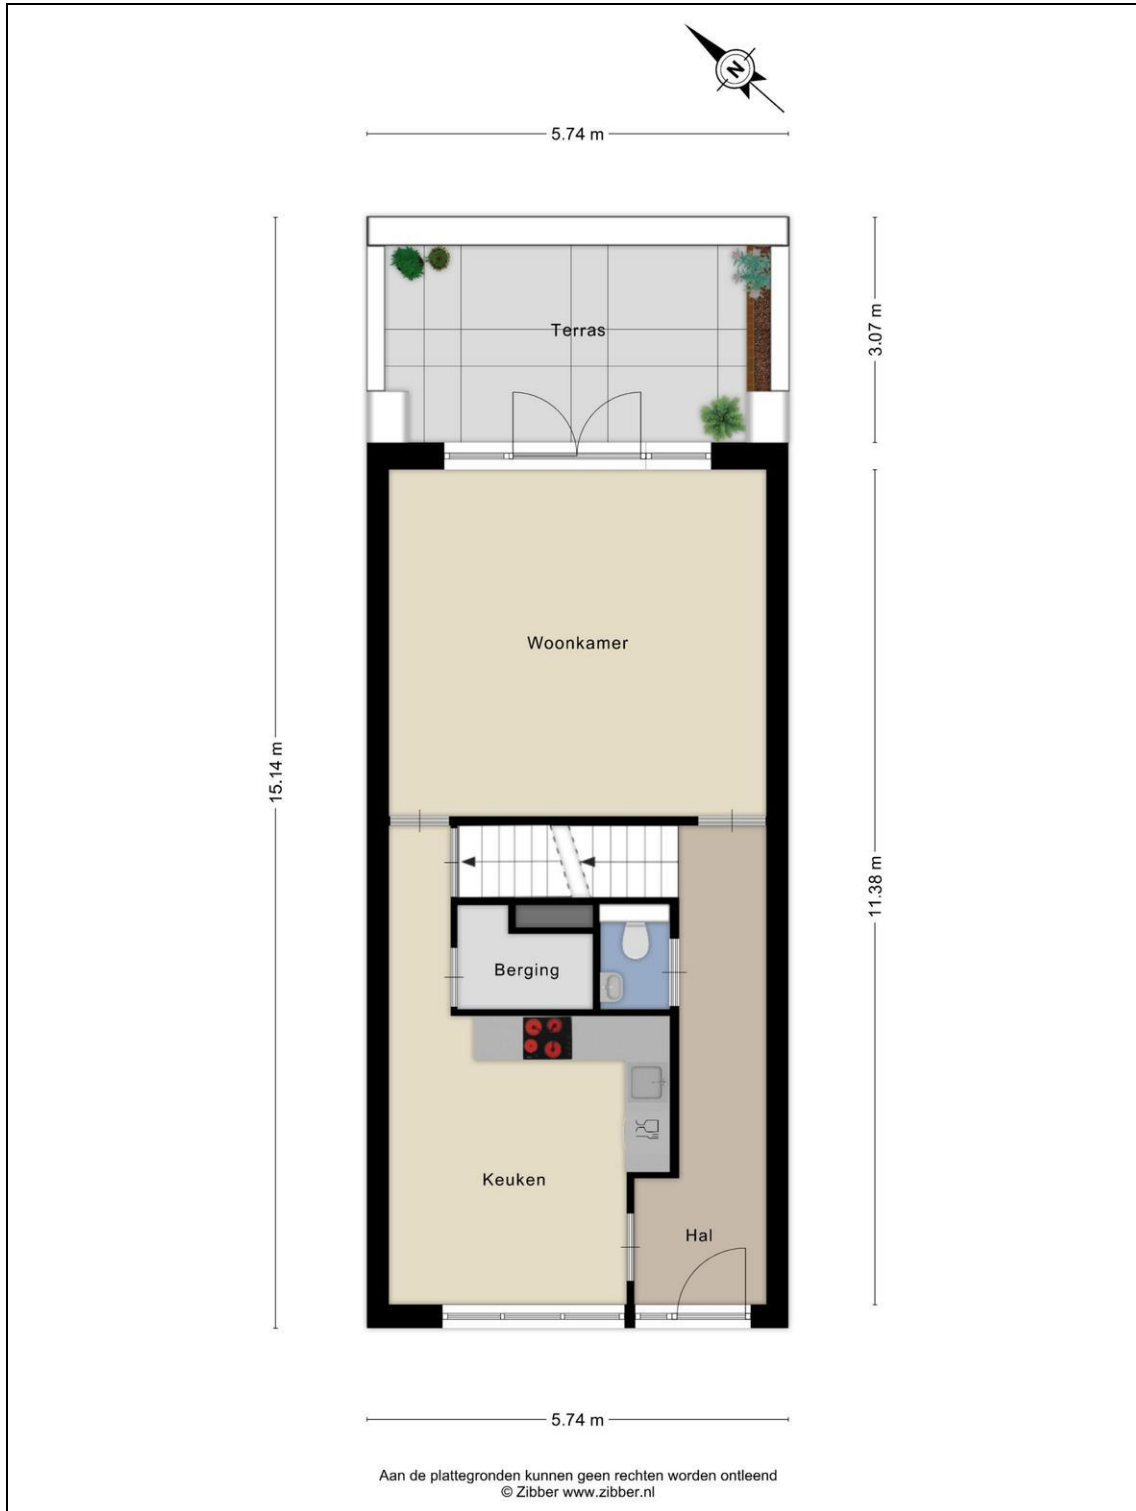 N
5.74 m
Terras
3.07 m
Woonkamer
15.14 m
11.38 m
Berging
Keuken
Hal
5.74 m
Aan de plattegronden kunnen geen rechten worden ontleend
© Zibber www.zibber.nl